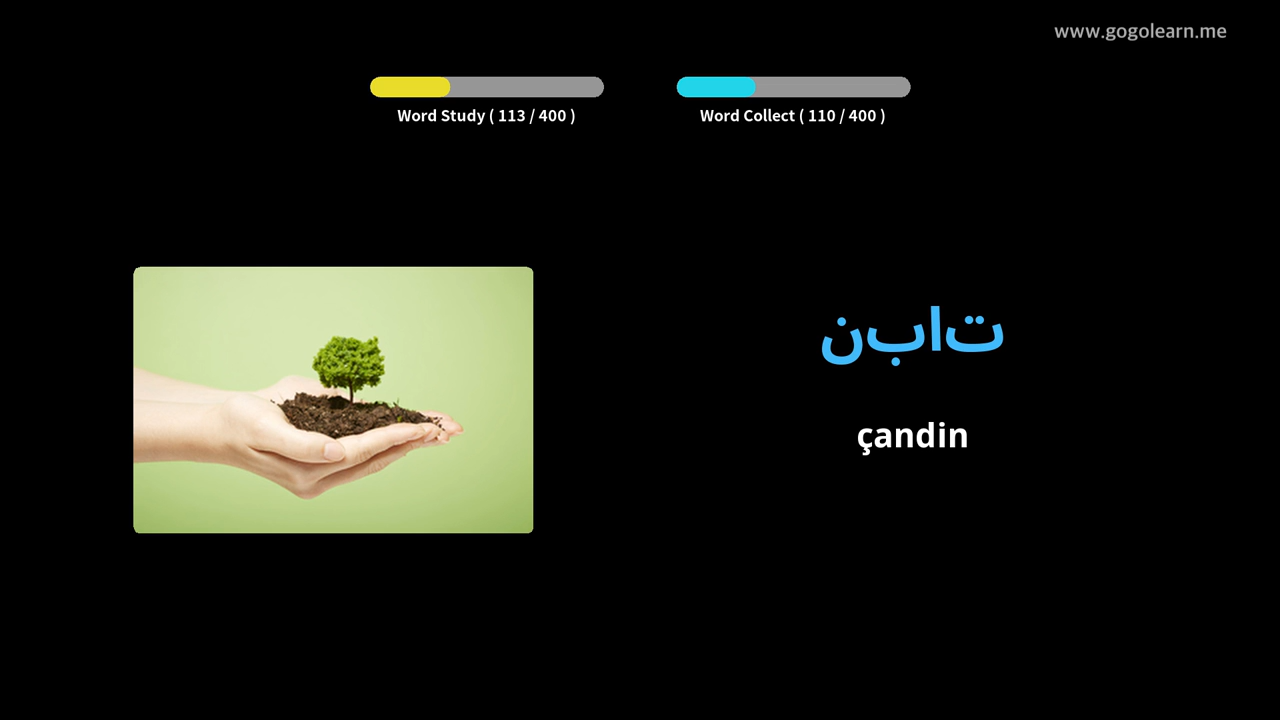 www.gogolearn.me
Word Study ( 113 / 400 )
Word Collect ( 110 / 400 )
نبات
çandin